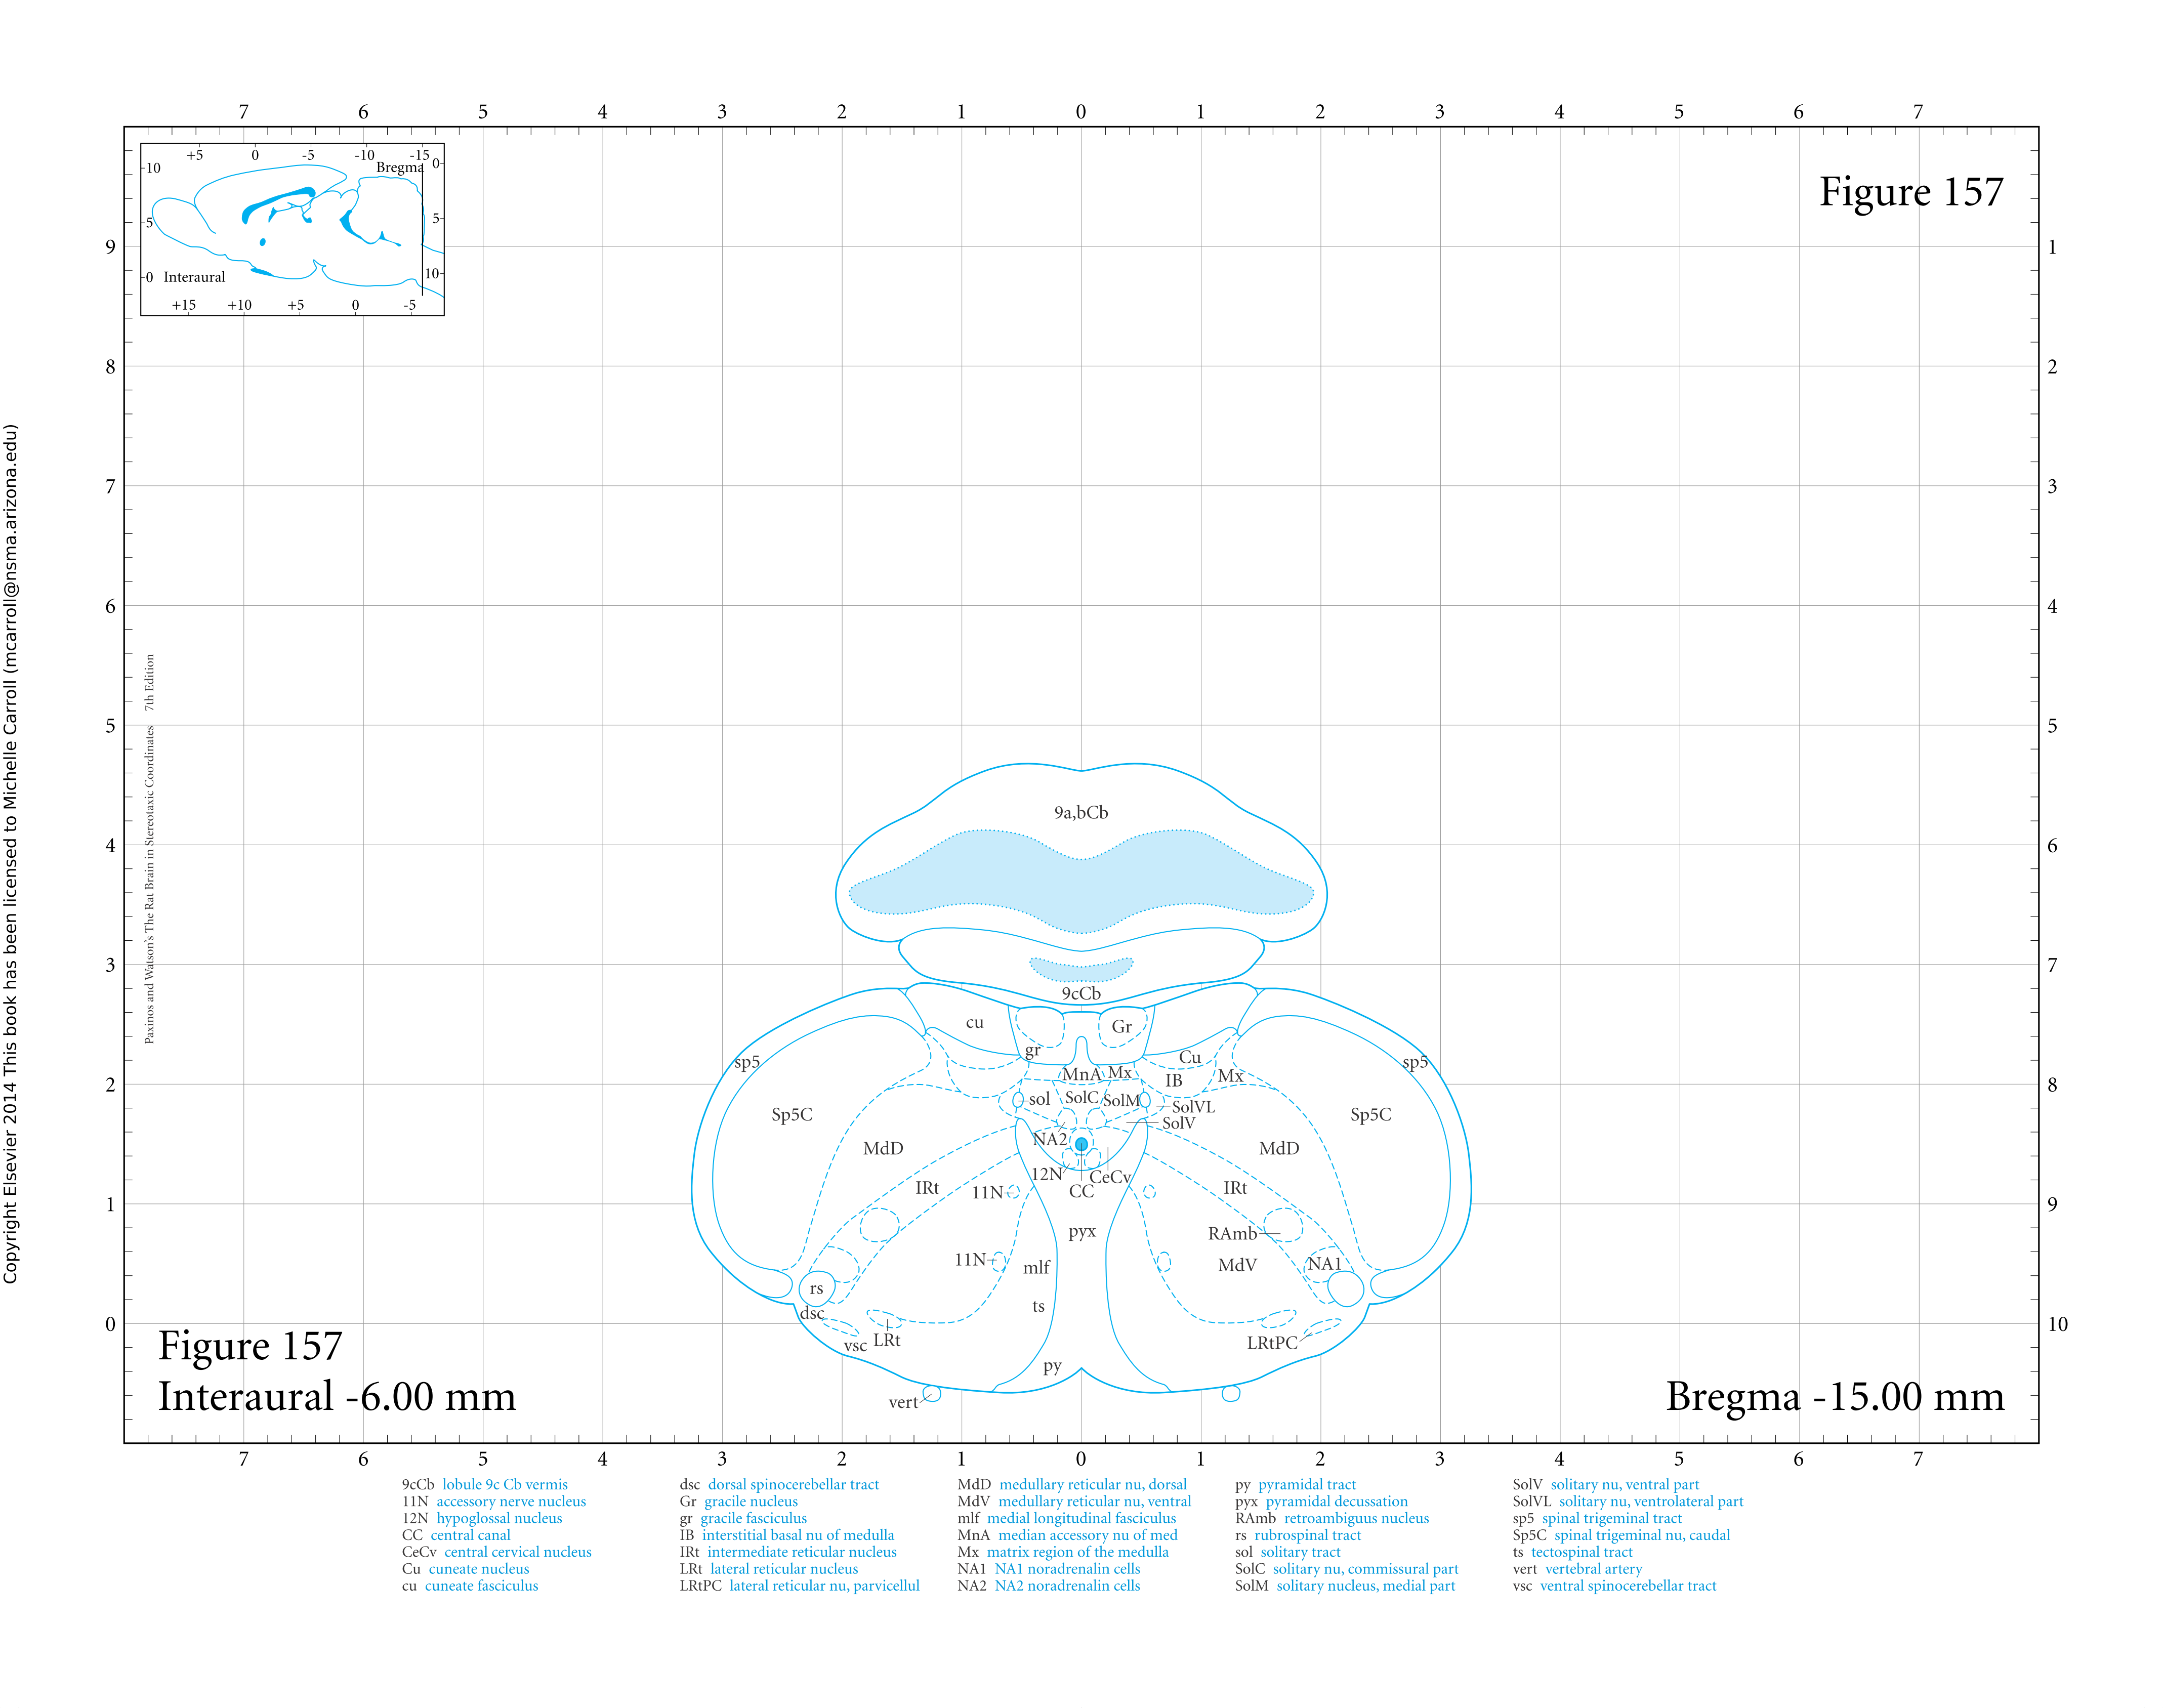 7 6 5 4 3 2 1 0 1 2 3 4 5 6 7
+5 0 -5 -10 -15
Bregma
0
10
5
5
0 Interaural
10
+15 +10 +5 0 -5
Figure 157
9 1
8 2
7 3
6 4
5 5
4 6
3 7
2 8
1 9
0 10
Copyright Elsevier 2014 This book has been licensed to Michelle Carroll (mcarroll@nsma.arizona.edu)
Paxinos and Watson's The Rat Brain in Stereotaxic Coordinates 7th Edition
9a,bCb
9cCb
cu
Gr
gr
Cu
sp5
sp5
MnA
Mx
IB
Mx
sol
SolC
SolM
SolVL
Sp5C
Sp5C
SolV
NA2
MdD
MdD
12N
CeCv
IRt
11N
CC
IRt
pyx
RAmb
11N
mlf
MdV
NA1
rs
ts
dsc
vsc
LRt
LRtPC
py
vert
Figure 157
Interaural -6.00 mm
Bregma -15.00 mm
7 6 5 4 3 2 1 0 1 2 3 4 5 6 7
9cCb lobule 9c Cb vermis
11N accessory nerve nucleus
12N hypoglossal nucleus
CC central canal
CeCv central cervical nucleus
Cu cuneate nucleus
cu cuneate fasciculus
dsc dorsal spinocerebellar tract
Gr gracile nucleus
gr gracile fasciculus
IB interstitial basal nu of medulla
IRt intermediate reticular nucleus
LRt lateral reticular nucleus
LRtPC lateral reticular nu, parvicellul
MdD medullary reticular nu, dorsal
MdV medullary reticular nu, ventral
mlf medial longitudinal fasciculus
MnA median accessory nu of med
Mx matrix region of the medulla
NA1 NA1 noradrenalin cells
NA2 NA2 noradrenalin cells
py pyramidal tract
pyx pyramidal decussation
RAmb retroambiguus nucleus
rs rubrospinal tract
sol solitary tract
SolC solitary nu, commissural part
SolM solitary nucleus, medial part
SolV solitary nu, ventral part
SolVL solitary nu, ventrolateral part
sp5 spinal trigeminal tract
Sp5C spinal trigeminal nu, caudal
ts tectospinal tract
vert vertebral artery
vsc ventral spinocerebellar tract